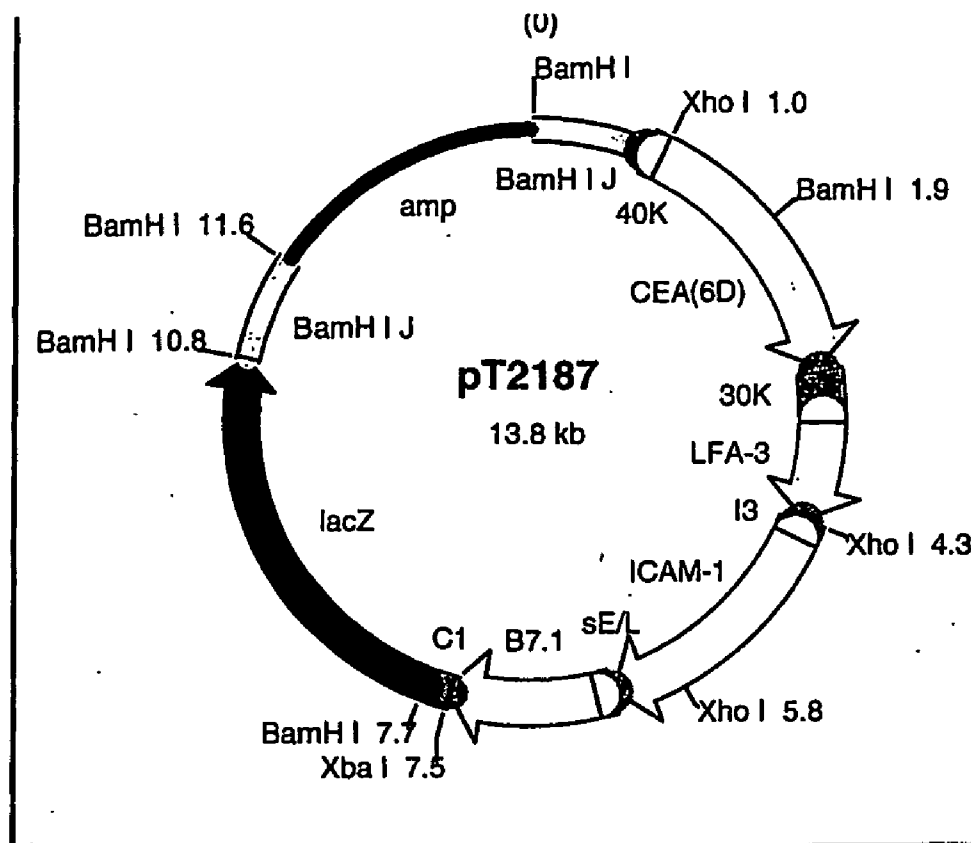 (0)
BamH I
Xho I 1.0
BamH I J
BamH I 1.9
40K
amp
BamH I 11.6
CEA(6D)
BamH I J
BamH I 10.8
pT2187
13.8 kb
30K
LFA-3
I3
Xho I 4.3
lacZ
ICAM-1
sE/L
B7.1
C1
Xho I 5.8
BamH I 7.7
Xba I 7.5